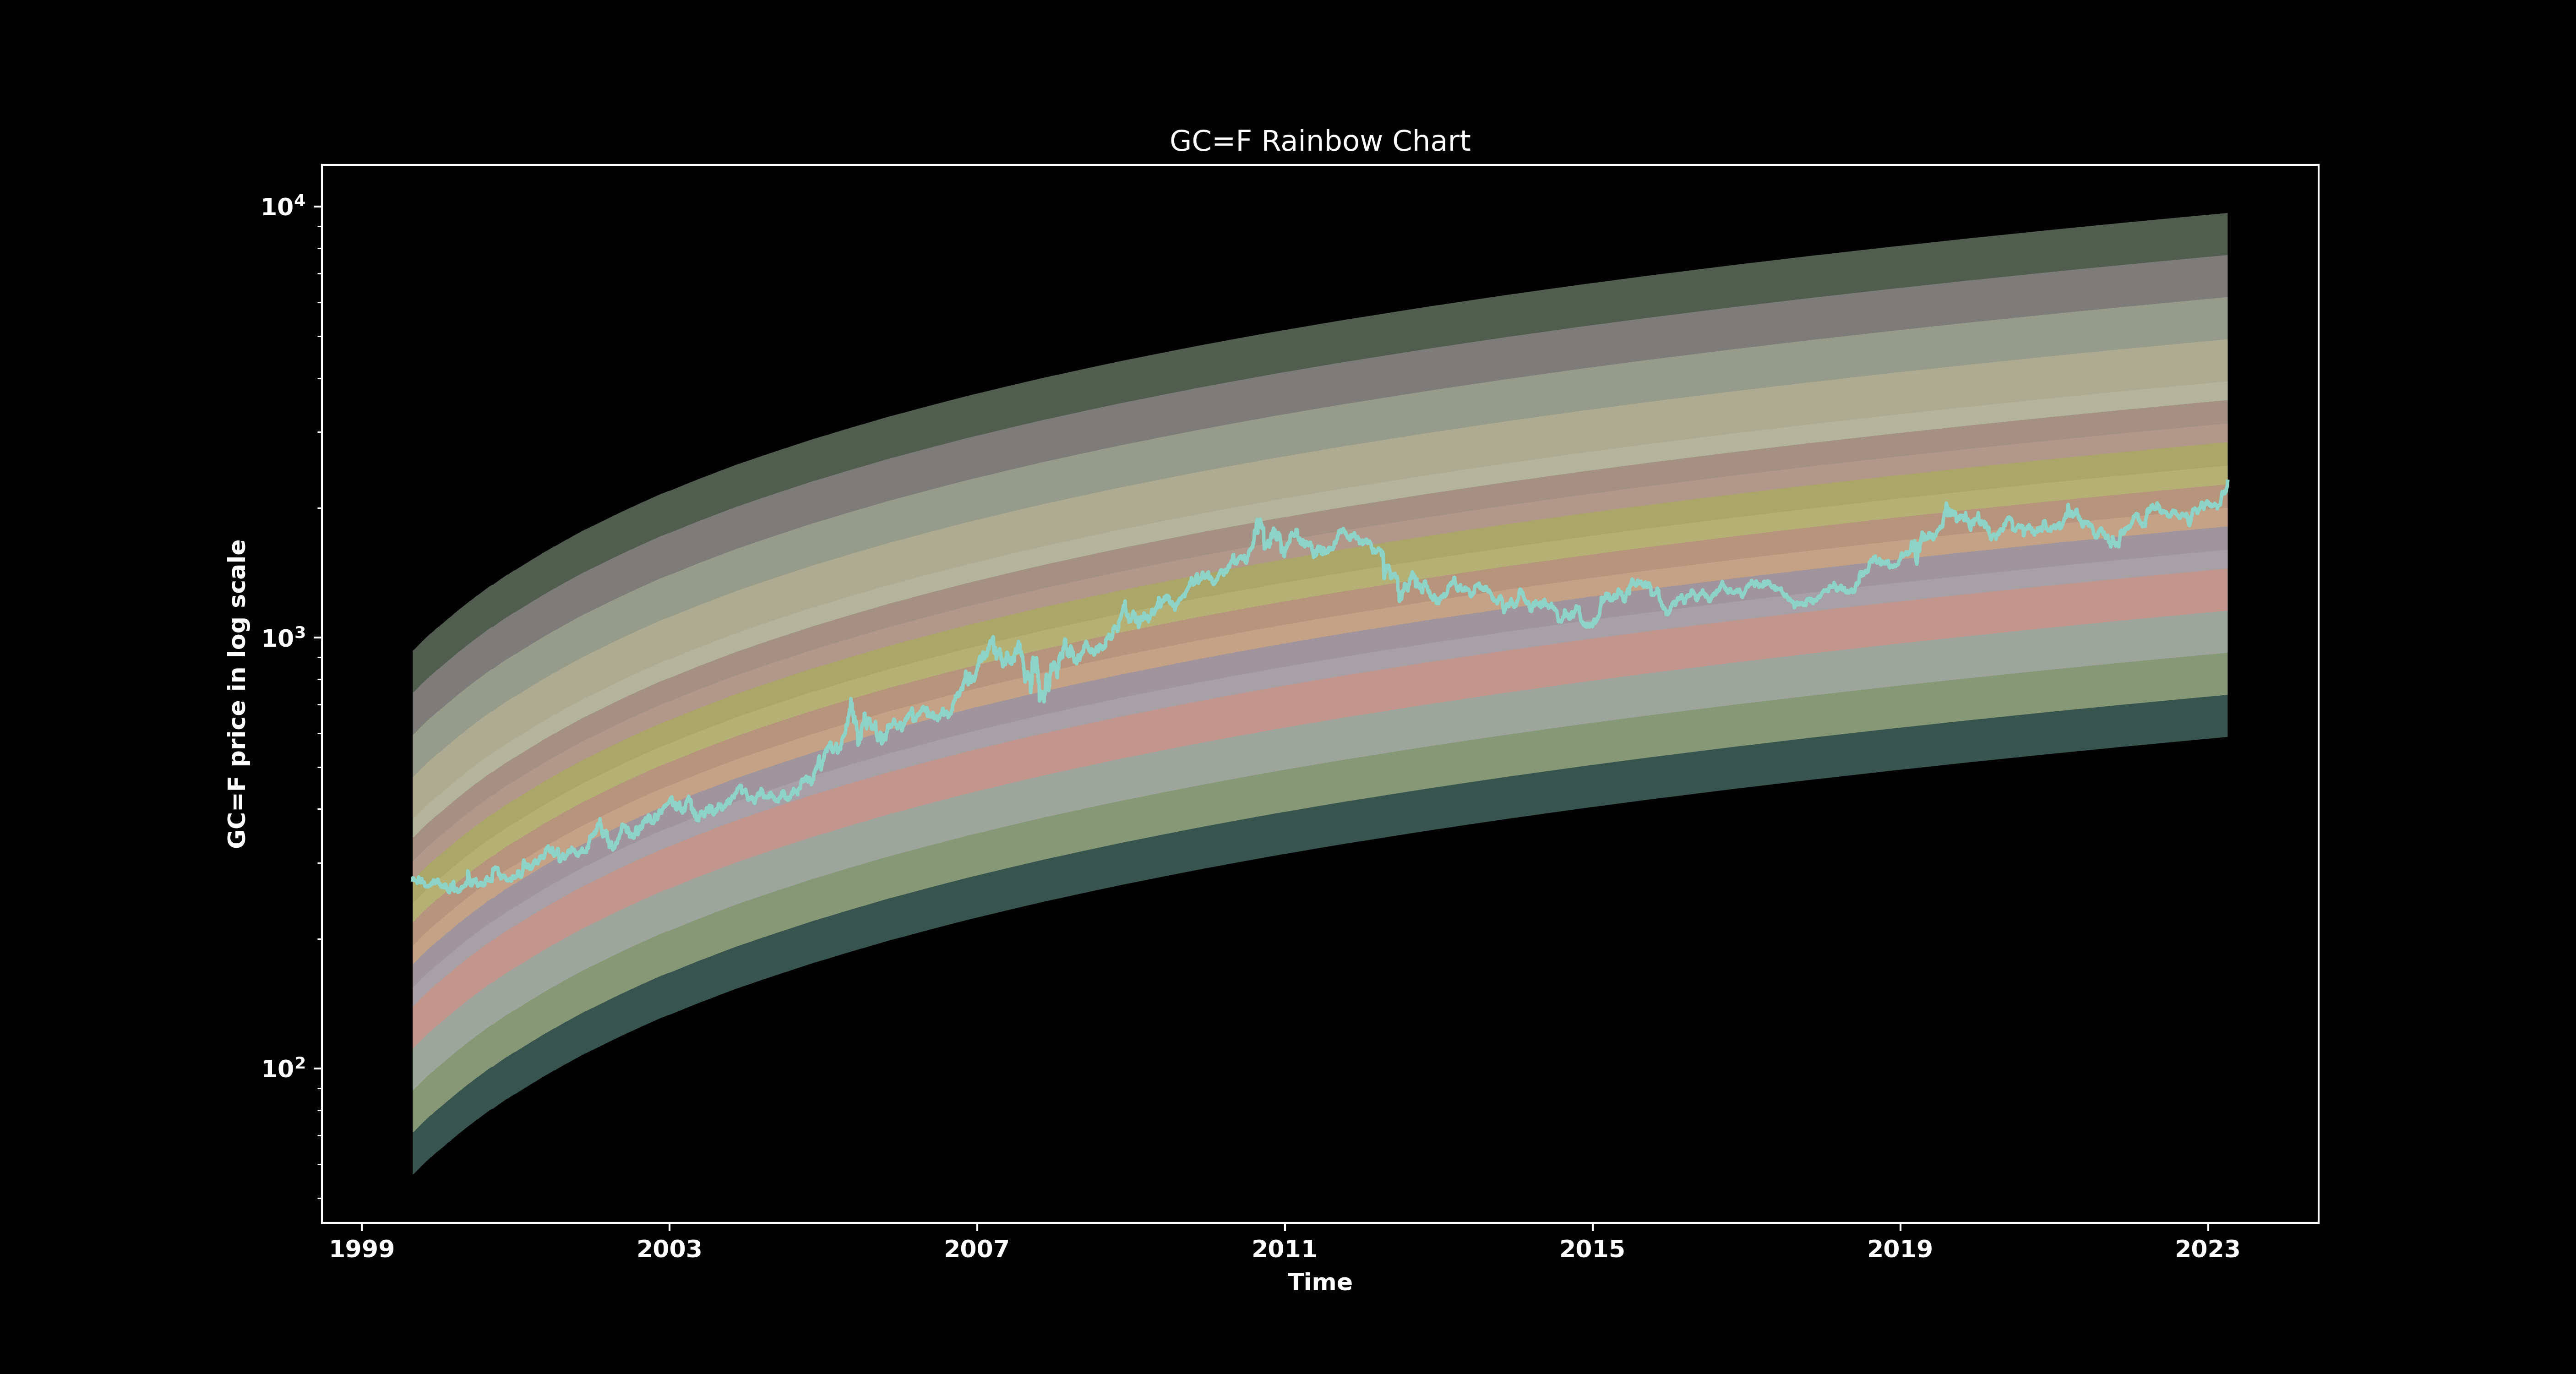 GC=F Rainbow Chart
10⁴
10³
10²
GC=F price in log scale
1999 2003 2007 2011 2015 2019 2023
Time